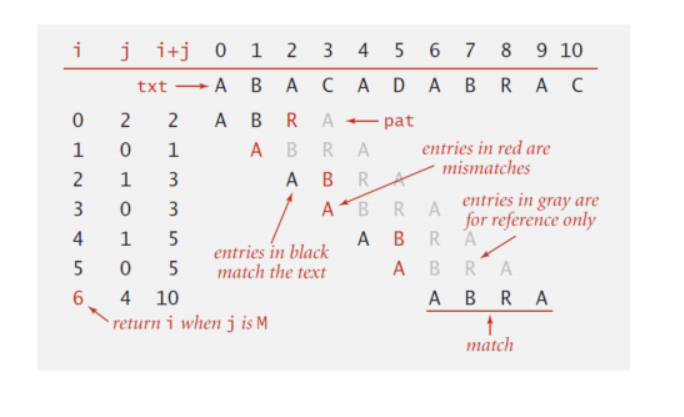 i j i+j 0 1 2 3 4 5 6 7 8 9 10
txt A B A C A D A B R A C
0 2 2 A B R A pat
1 0 1 A B R A
entries in red are
mismatches
2 1 3 A B R A
3 0 3 A B R A
entries in gray are
for reference only
4 1 5 A B R A
entries in black
match the text
5 0 5 A B R A
6 4 10 A B R A
return i when j is M
match